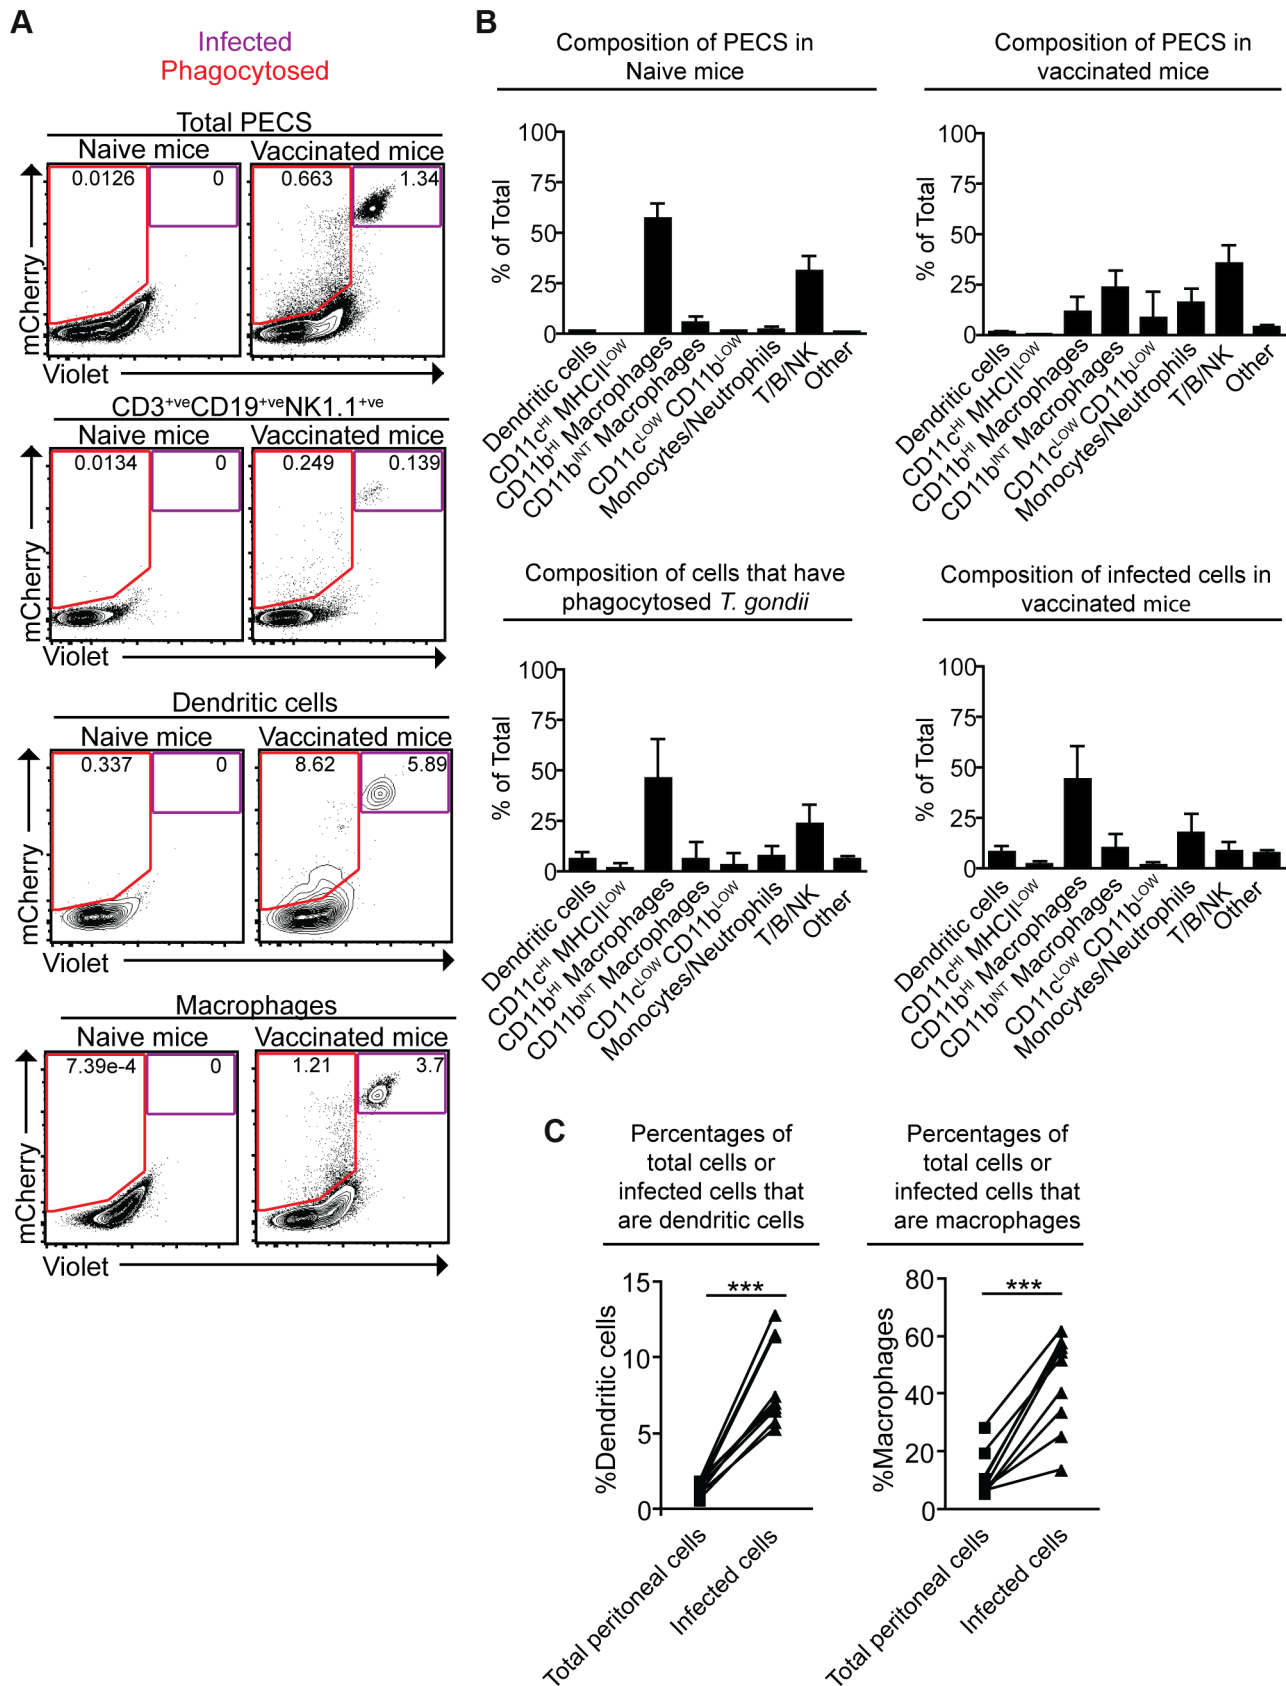 A
Infected
Phagocytosed
Total PECS
Naive mice
Vaccinated mice
0.0126
0
0.663
1.34
mCherry
Violet
CD3+veCD19+veNK1.1+ve
Naive mice
Vaccinated mice
0.0134
0
0.249
0.139
mCherry
Violet
Dendritic cells
Naive mice
Vaccinated mice
0.337
0
8.62
5.89
mCherry
Violet
Macrophages
Naive mice
Vaccinated mice
7.39e-4
0
1.21
3.7
mCherry
Violet
B
Composition of PECS in
Naive mice
% of Total
100
75
50
25
0
Dendritic cells
CD11cHI MHCIILOW
CD11bHI Macrophages
CD11bINT Macrophages
CD11cLOW CD11bLOW
Monocytes/Neutrophils
T/B/NK
Other
Composition of PECS in
vaccinated mice
% of Total
100
75
50
25
0
Dendritic cells
CD11cHI MHCIILOW
CD11bHI Macrophages
CD11bINT Macrophages
CD11cLOW CD11bLOW
Monocytes/Neutrophils
T/B/NK
Other
Composition of cells that have
phagocytosed T. gondii
% of Total
100
75
50
25
0
Dendritic cells
CD11cHI MHCIILOW
CD11bHI Macrophages
CD11bINT Macrophages
CD11cLOW CD11bLOW
Monocytes/Neutrophils
T/B/NK
Other
Composition of infected cells in
vaccinated mice
% of Total
100
75
50
25
0
Dendritic cells
CD11cHI MHCIILOW
CD11bHI Macrophages
CD11bINT Macrophages
CD11cLOW CD11bLOW
Monocytes/Neutrophils
T/B/NK
Other
C
Percentages of
total cells or
infected cells that
are dendritic cells
%Dendritic cells
15
10
5
0
***
Total peritoneal cells
Infected cells
Percentages of
total cells or
infected cells that
are macrophages
%Macrophages
80
60
40
20
0
***
Total peritoneal cells
Infected cells